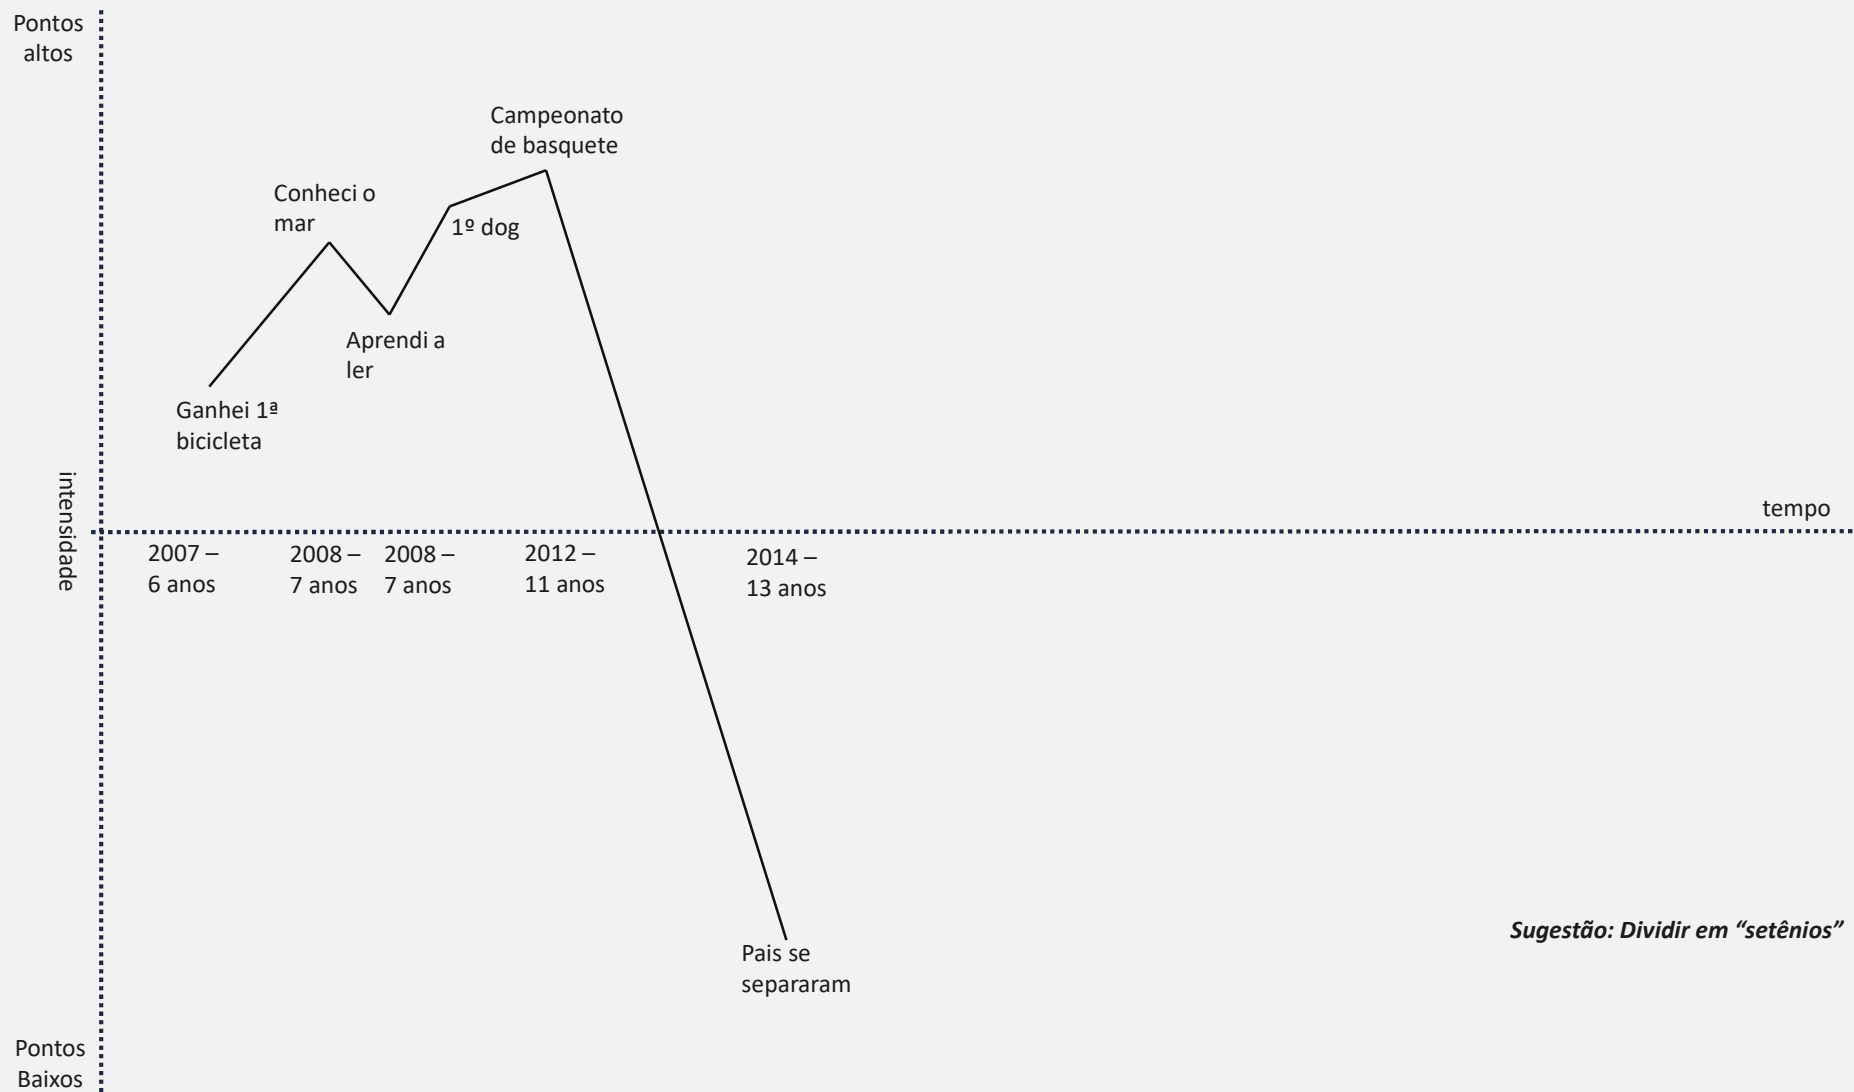 Pontos
altos
Campeonato
de basquete
Conheci o
mar
1º dog
Aprendi a
ler
Ganhei 1ª
bicicleta
intensidade
tempo
2007 –
6 anos
2008 –
7 anos
2008 –
7 anos
2012 –
11 anos
2014 –
13 anos
Sugestão: Dividir em “setênios”
Pais se
separaram
Pontos
Baixos